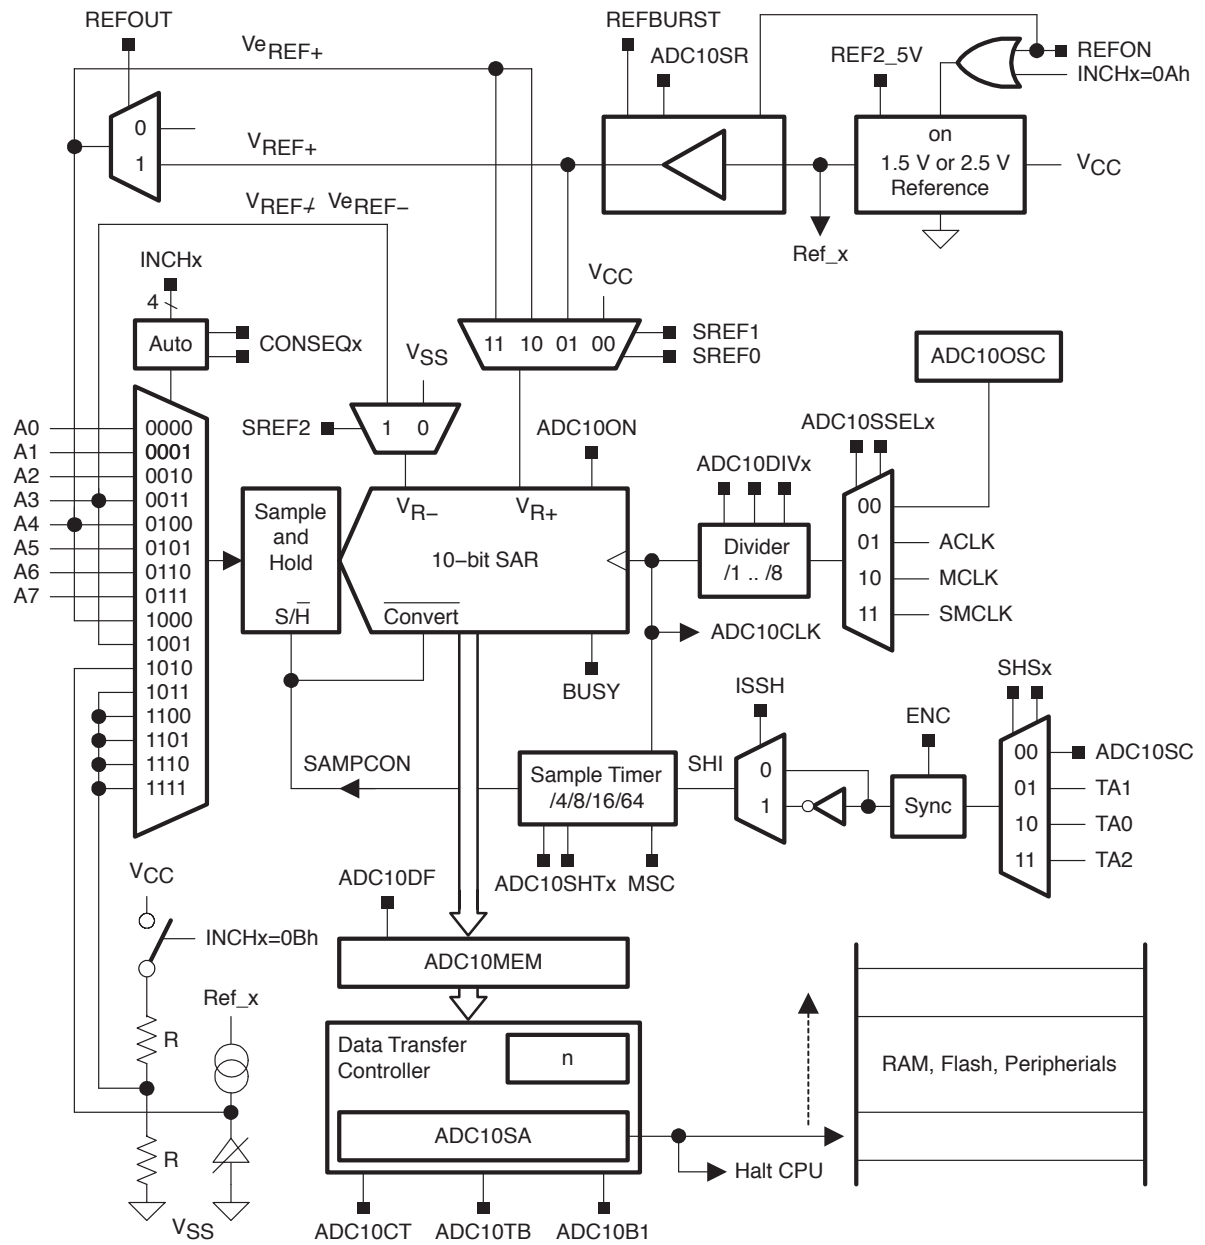 REFOUT
VeREF+
REFBURST
ADC10SR
REF2_5V
REFON
INCHx=0Ah
0
1
VREF+
on
1.5 V or 2.5 V
Reference
VCC
VREF−/ VeREF−
Ref_x
INCHx
4
Auto
CONSEQx
VCC
11 10 01 00
SREF1
SREF0
VSS
SREF2
1 0
ADC10OSC
ADC10ON
ADC10SSELx
ADC10DIVx
A0
A1
A2
A3
A4
A5
A6
A7
0000
0001
0010
0011
0100
0101
0110
0111
1000
1001
1010
1011
1100
1101
1110
1111
Sample
and
Hold
S/H
VR−
VR+
10−bit SAR
Convert
Divider
/1 .. /8
00
01
10
11
ACLK
MCLK
SMCLK
ADC10CLK
BUSY
SAMPCON
Sample Timer
/4/8/16/64
SHI
ISSH
0
1
ENC
Sync
SHSx
00
01
10
11
ADC10SC
TA1
TA0
TA2
ADC10DF
ADC10SHTx
MSC
VCC
INCHx=0Bh
ADC10MEM
Ref_x
R
R
VSS
Data Transfer
Controller
n
ADC10SA
RAM, Flash, Peripherials
Halt CPU
ADC10CT
ADC10TB
ADC10B1